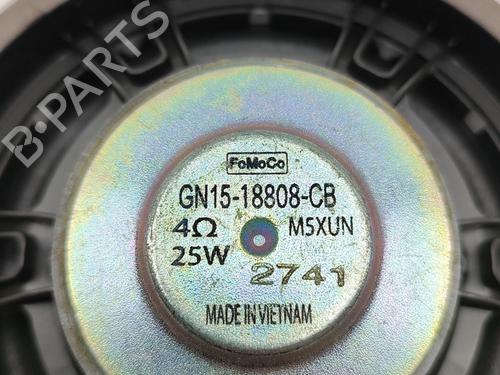 B-PARTS
FoMoCo
GN15-18808-CB
4Ω M5XUN
25W 2741
MADE IN VIETNAM